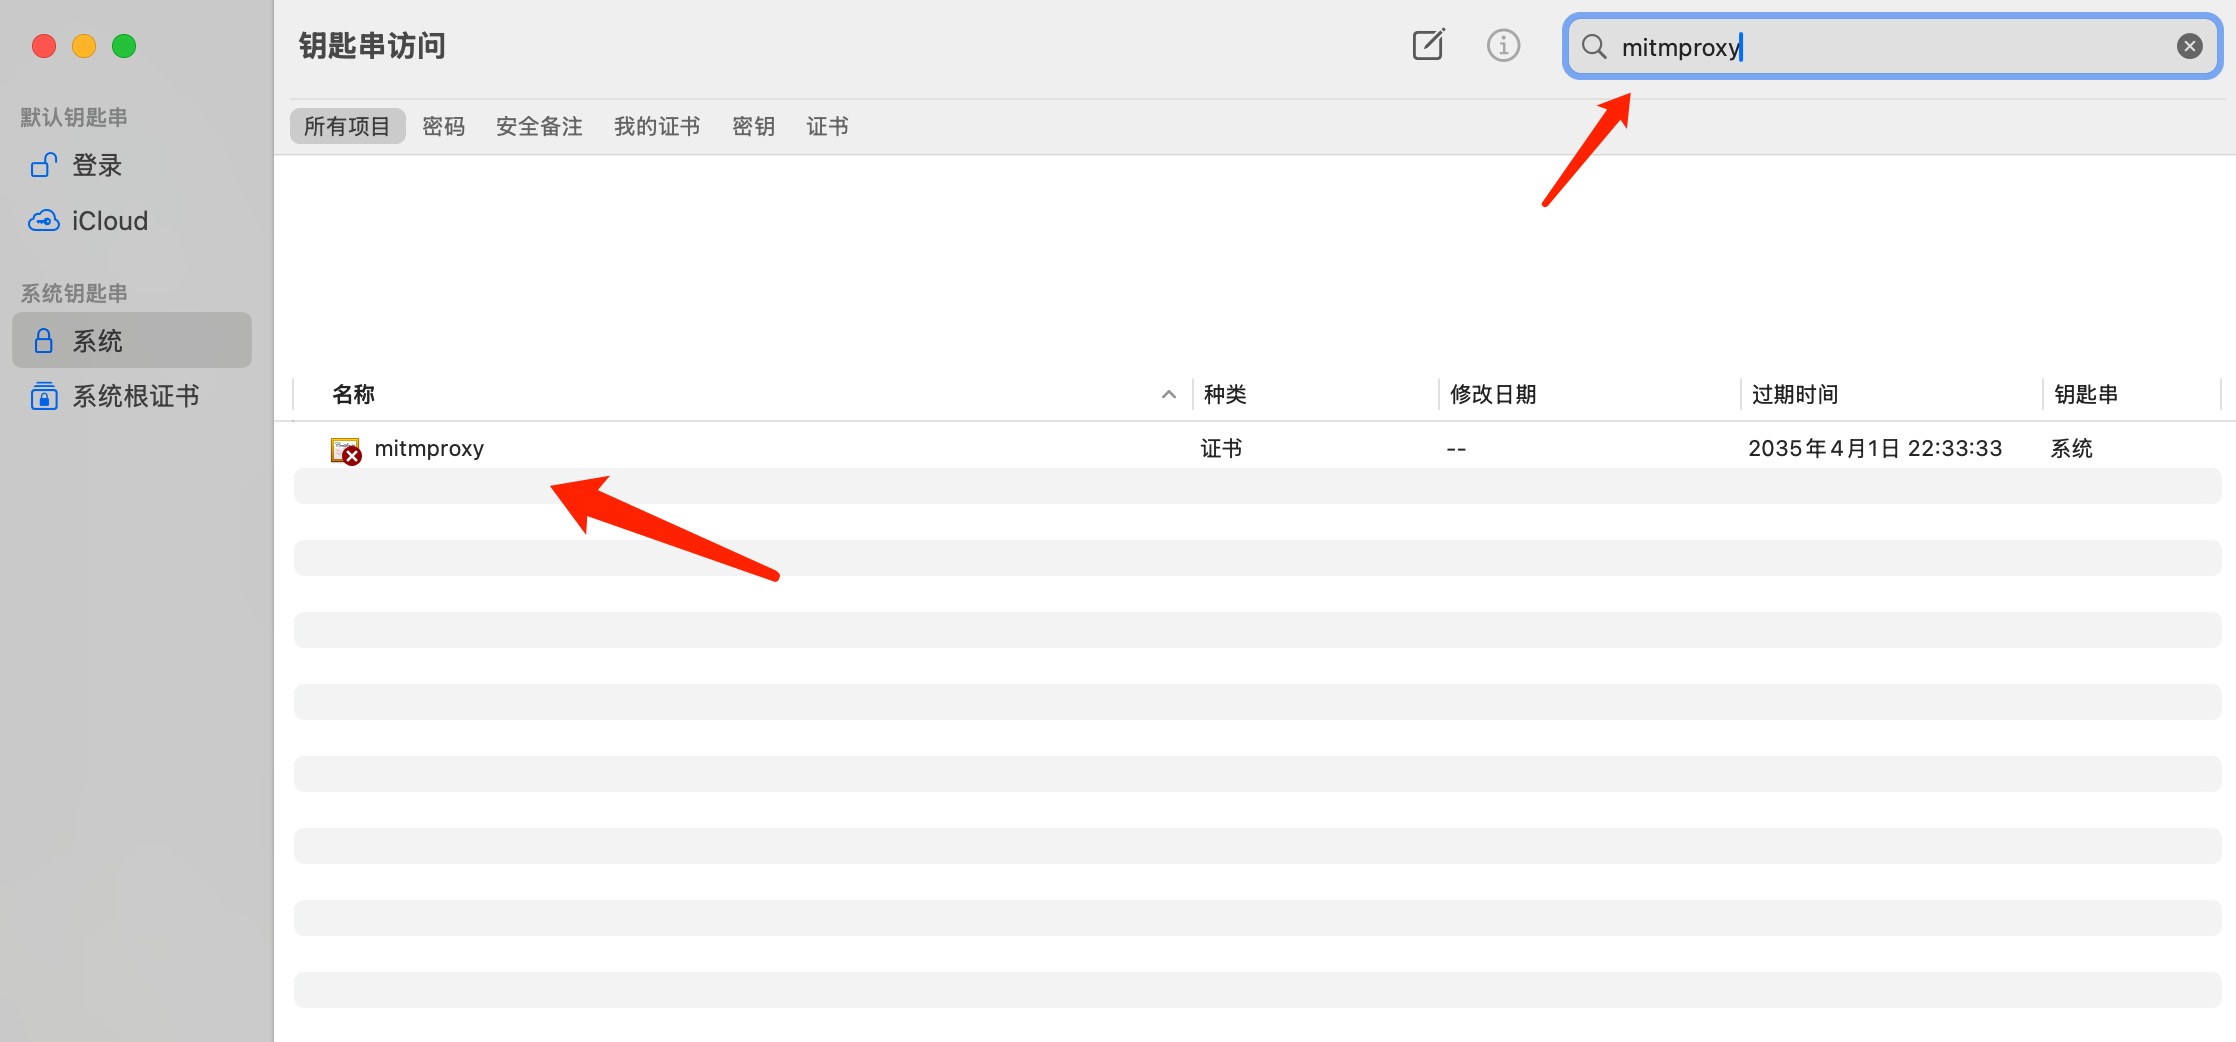 钥匙串访问
mitmproxy
默认钥匙串
登录
iCloud
系统钥匙串
系统
系统根证书
所有项目 密码 安全备注 我的证书 密钥 证书
名称 种类 修改日期 过期时间 钥匙串
mitmproxy 证书 -- 2035年4月1日 22:33:33 系统